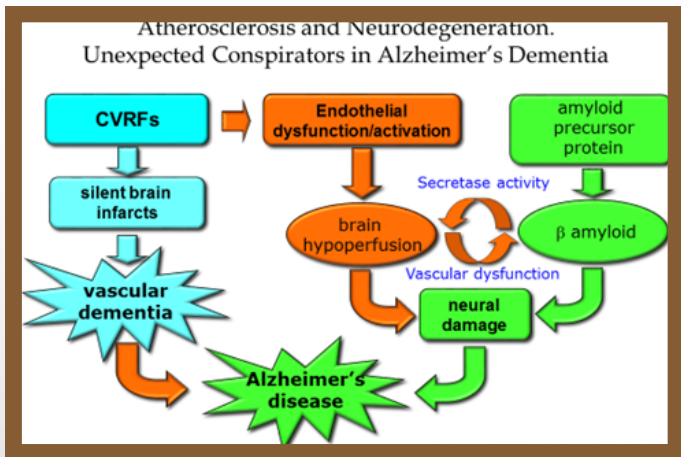 Atherosclerosis and Neurodegeneration.
Unexpected Conspirators in Alzheimer's Dementia
CVRFs
Endothelial
dysfunction/activation
amyloid
precursor
protein
silent brain
infarcts
Secretase activity
brain
hypoperfusion
β amyloid
Vascular dysfunction
vascular
dementia
neural
damage
Alzheimer's
disease